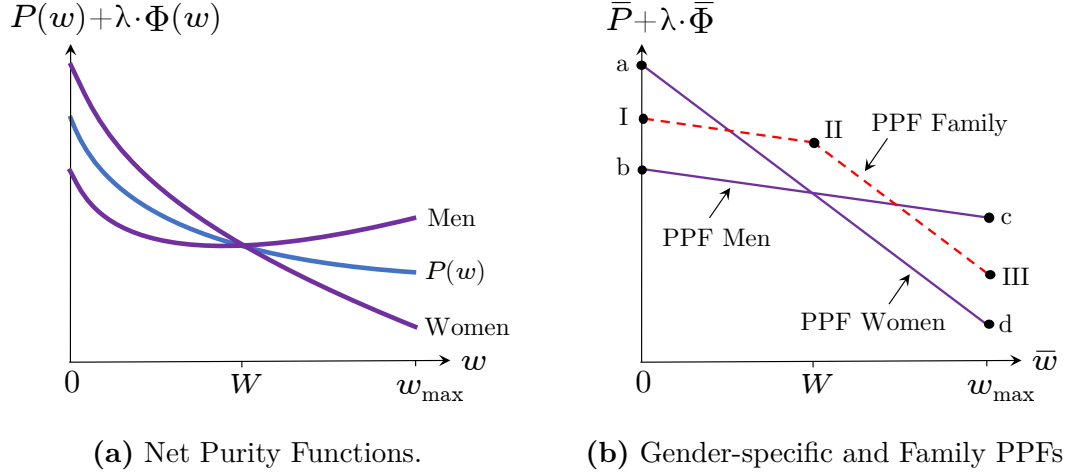 P(w)+λ·Φ(w)
Men
P(w)
Women
w
0
W
w_max
(a) Net Purity Functions.
P̅+λ·Φ̅
a
I
II
PPF Family
b
c
PPF Men
III
PPF Women
d
w̅
0
W
w_max
(b) Gender-specific and Family PPFs